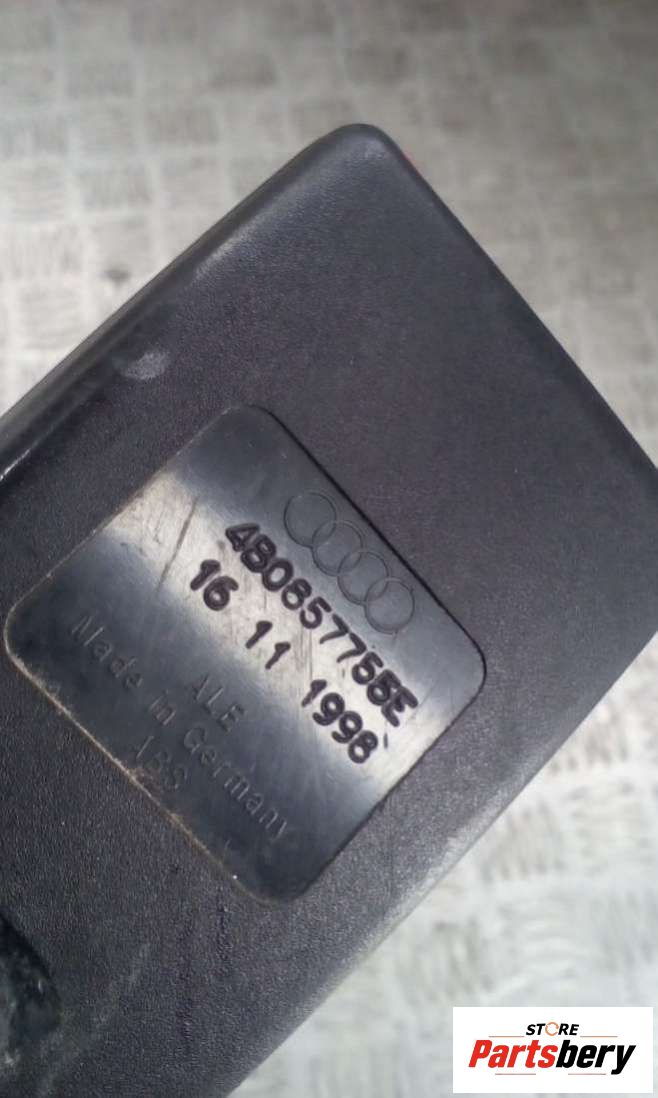 4B0857755E
16 11 1998
ALE
Made in Germany
ABS
STORE
Partsbery